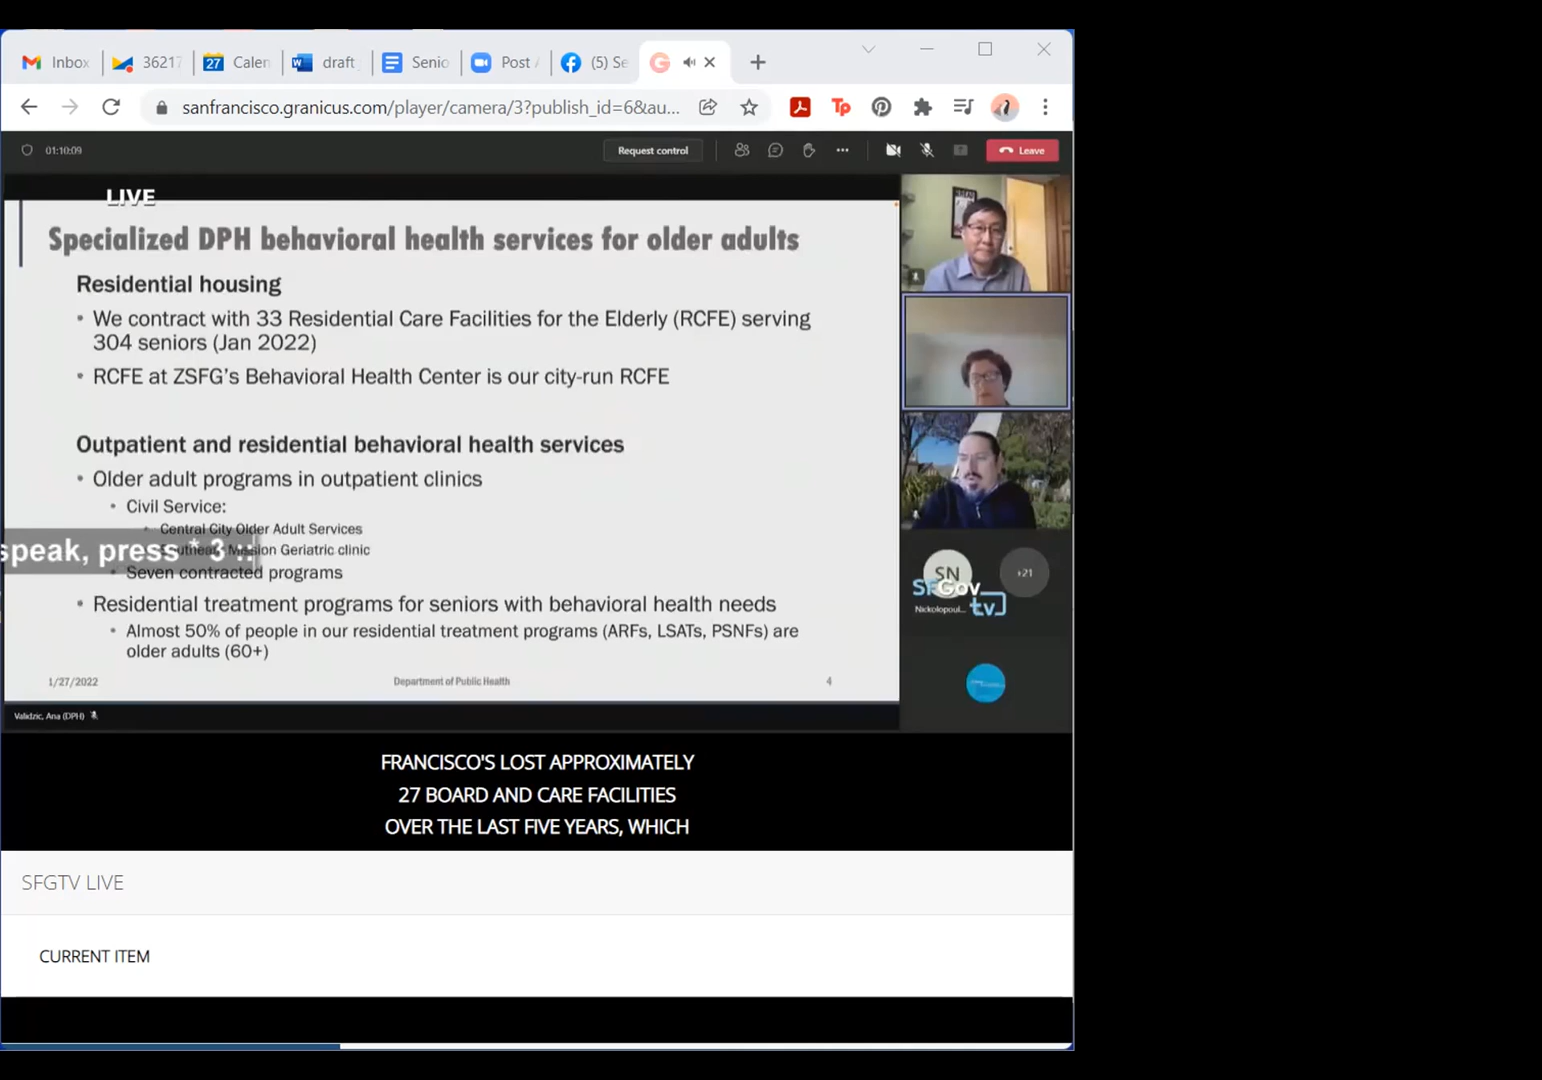 Inbox
3621
27
Calen
draft
Senio
Post
(5) Se
sanfrancisco.granicus.com/player/camera/3?publish_id=6&au...
01:10:09
Request control
Leave
LIVE
Specialized DPH behavioral health services for older adults
Residential housing
• We contract with 33 Residential Care Facilities for the Elderly (RCFE) serving
304 seniors (Jan 2022)
• RCFE at ZSFG's Behavioral Health Center is our city-run RCFE
Outpatient and residential behavioral health services
• Older adult programs in outpatient clinics
• Civil Service:
• Central City Older Adult Services
Southeast Mission Geriatric clinic
speak, press * 3 ::
• Seven contracted programs
• Residential treatment programs for seniors with behavioral health needs
• Almost 50% of people in our residential treatment programs (ARFs, LSATs, PSNFs) are
older adults (60+)
1/27/2022
Department of Public Health
4
Validzic, Ana (DPH)
SN
+21
SFGov
tv
Nickolopoul...
FRANCISCO'S LOST APPROXIMATELY
27 BOARD AND CARE FACILITIES
OVER THE LAST FIVE YEARS, WHICH
SFGTV LIVE
CURRENT ITEM